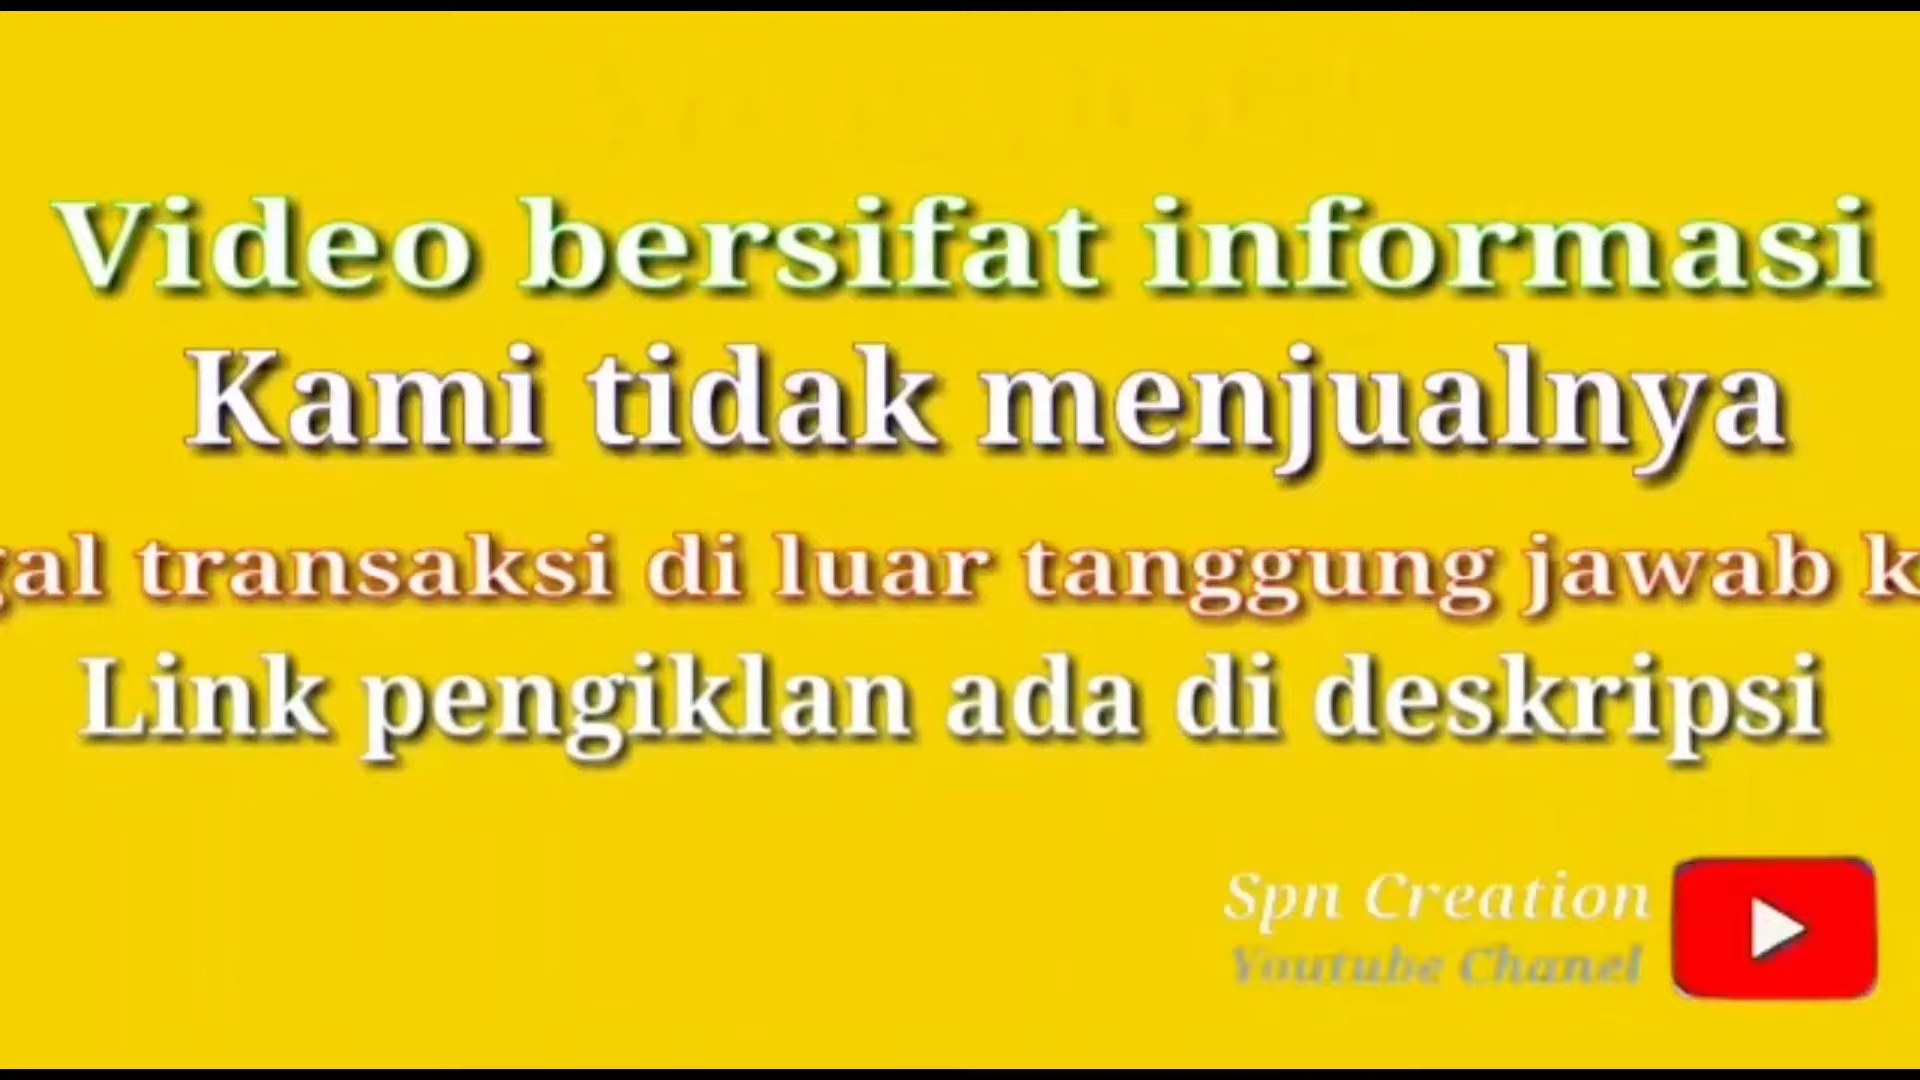 Video bersifat informasi
Kami tidak menjualnya
gal transaksi di luar tanggung jawab k
Link pengiklan ada di deskripsi
Spn Creation
Youtube Chanel